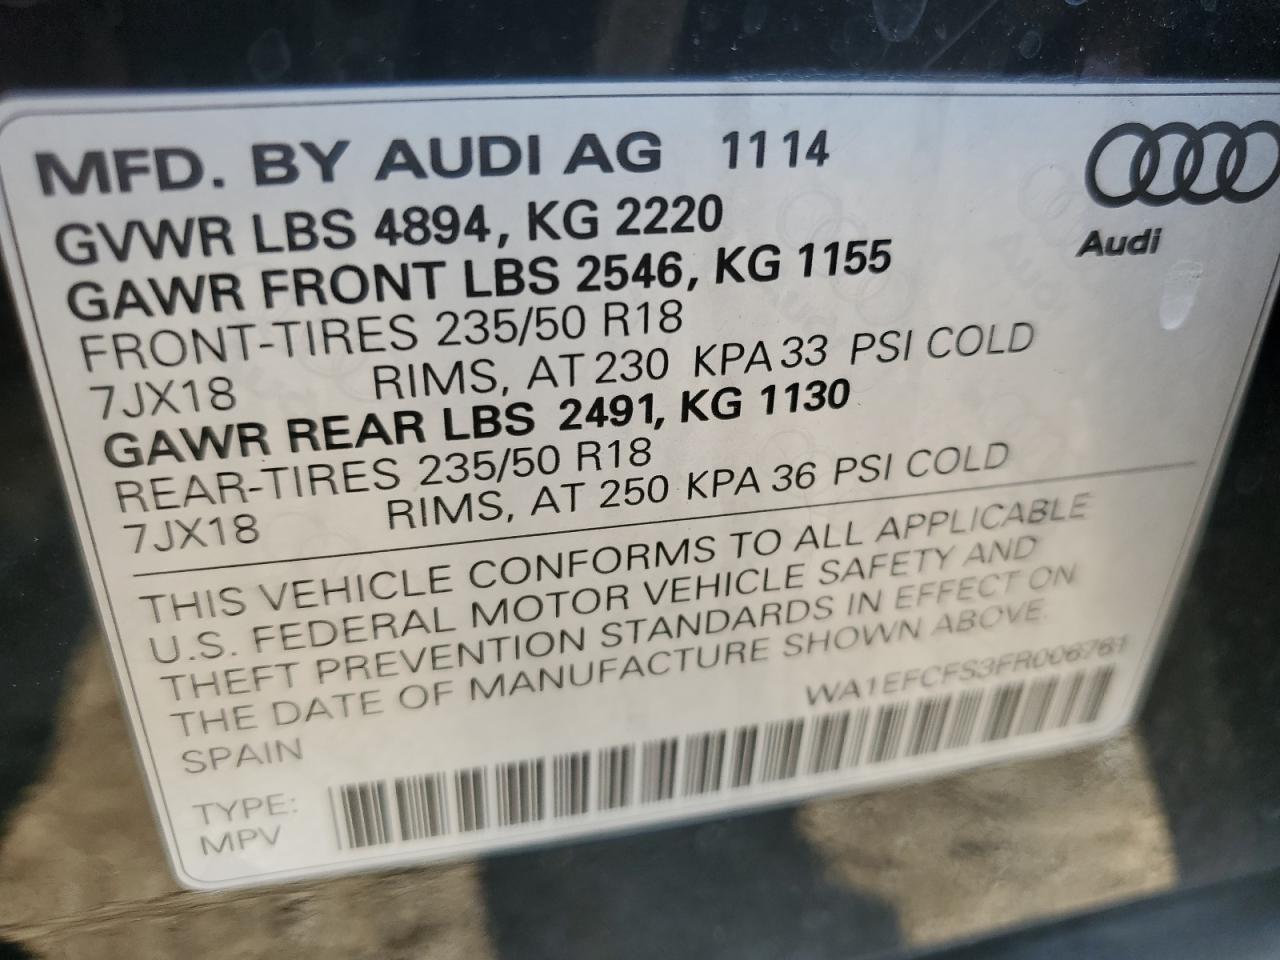 MFD. BY AUDI AG 11 14
Audi
GVWR LBS 4894, KG 2220
GAWR FRONT LBS 2546, KG 1155
FRONT-TIRES 235/50 R18
7JX18 RIMS, AT 230 KPA 33 PSI COLD
GAWR REAR LBS 2491, KG 1130
REAR-TIRES 235/50 R18
7JX18 RIMS, AT 250 KPA 36 PSI COLD
THIS VEHICLE CONFORMS TO ALL APPLICABLE
U.S. FEDERAL MOTOR VEHICLE SAFETY AND
THEFT PREVENTION STANDARDS IN EFFECT ON
THE DATE OF MANUFACTURE SHOWN ABOVE.
SPAIN WA1EFCFS3FR006761
TYPE:
MPV